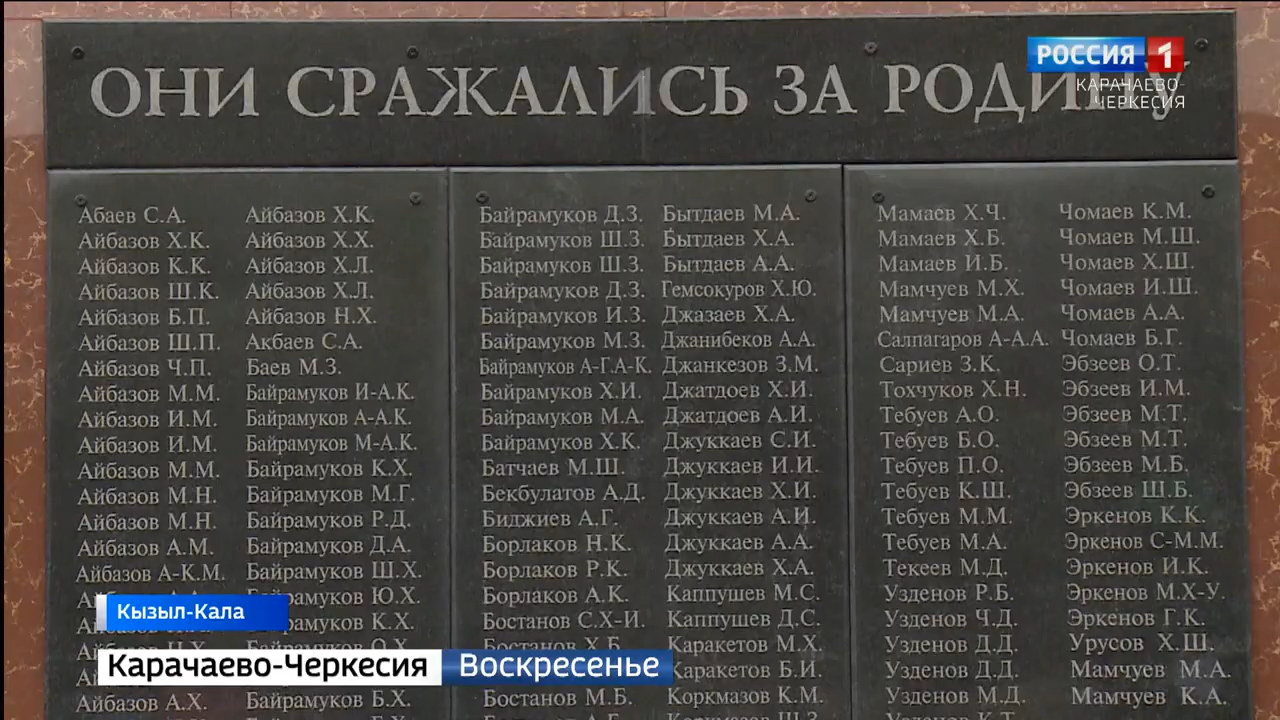 ОНИ СРАЖАЛИСЬ ЗА РОДИНУ
РОССИЯ 1
КАРАЧАЕВО-
ЧЕРКЕСИЯ
Абаев С.А.
Айбазов Х.К.
Айбазов К.К.
Айбазов Ш.К.
Айбазов Б.П.
Айбазов Ш.П.
Айбазов Ч.П.
Айбазов М.М.
Айбазов И.М.
Айбазов И.М.
Айбазов М.М.
Айбазов М.Н.
Айбазов М.Н.
Айбазов А.М.
Айбазов А-К.М.
Айбазов А.Х.
Айбазов Х.К.
Айбазов Х.Х.
Айбазов Х.Л.
Айбазов Х.Л.
Айбазов Н.Х.
Акбаев С.А.
Баев М.З.
Байрамуков И-А.К.
Байрамуков А-А.К.
Байрамуков М-А.К.
Байрамуков К.Х.
Байрамуков М.Г.
Байрамуков Р.Д.
Байрамуков Д.А.
Байрамуков Ш.Х.
Байрамуков Ю.Х.
Байрамуков К.Х.
Байрамуков О.Х.
Байрамуков Б.Х.
Байрамуков Д.З.
Байрамуков Ш.З.
Байрамуков Ш.З.
Байрамуков Д.З.
Байрамуков И.З.
Байрамуков М.З.
Байрамуков А-Г.А-К.
Байрамуков Х.И.
Байрамуков М.А.
Байрамуков Х.К.
Батчаев М.Ш.
Бекбулатов А.Д.
Биджиев А.Г.
Борлаков Н.К.
Борлаков Р.К.
Борлаков А.К.
Бостанов С.Х-И.
Бостанов Х.Б.
Бостанов М.Б.
Бытдаев М.А.
Бытдаев Х.А.
Бытдаев А.А.
Гемсокуров Х.Ю.
Джазаев Х.А.
Джанибеков А.А.
Джанкезов З.М.
Джатдоев Х.И.
Джатдоев А.И.
Джуккаев С.И.
Джуккаев И.И.
Джуккаев Х.И.
Джуккаев А.И.
Джуккаев А.А.
Джуккаев Х.А.
Каппушев М.С.
Каппушев Д.С.
Каракетов М.Х.
Каракетов Б.И.
Коркмазов К.М.
Коркмазов Ш.З.
Мамаев Х.Ч.
Мамаев Х.Б.
Мамаев И.Б.
Мамчуев М.Х.
Мамчуев М.А.
Салпагаров А-А.А.
Сариев З.К.
Тохчуков Х.Н.
Тебуев А.О.
Тебуев Б.О.
Тебуев П.О.
Тебуев К.Ш.
Тебуев М.М.
Тебуев М.А.
Текеев М.Д.
Узденов Р.Б.
Узденов Ч.Д.
Узденов Д.Д.
Узденов Д.Д.
Узденов М.Д.
Узденов К.Т.
Чомаев К.М.
Чомаев М.Ш.
Чомаев Х.Ш.
Чомаев И.Ш.
Чомаев А.А.
Чомаев Б.Г.
Эбзеев О.Т.
Эбзеев И.М.
Эбзеев М.Т.
Эбзеев М.Т.
Эбзеев М.Б.
Эбзеев Ш.Б.
Эркенов К.К.
Эркенов С-М.М.
Эркенов И.К.
Эркенов М.Х-У.
Эркенов Г.К.
Урусов Х.Ш.
Мамчуев М.А.
Мамчуев К.А.
Кызыл-Кала
Карачаево-Черкесия Воскресенье